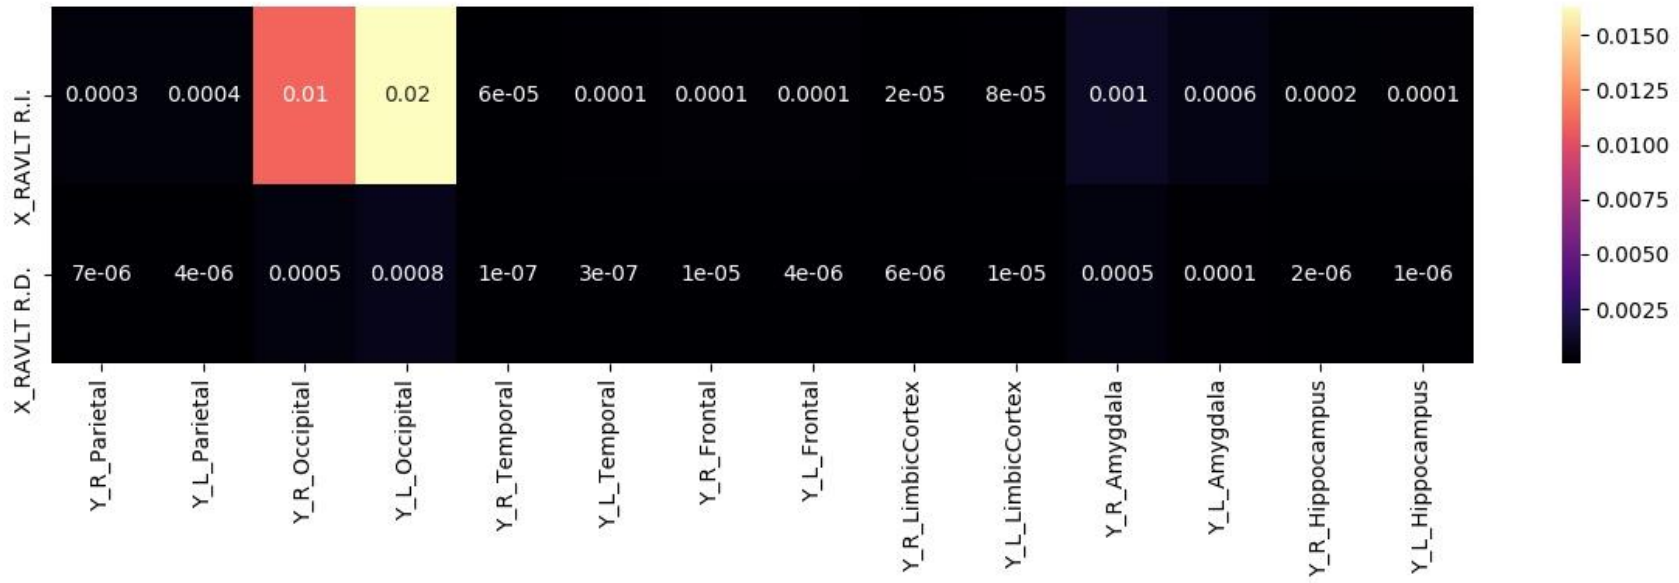 X_RAVLT R.I.
0.0003 0.0004 0.01 0.02 6e-05 0.0001 0.0001 0.0001 2e-05 8e-05 0.001 0.0006 0.0002 0.0001
X_RAVLT R.D.
7e-06 4e-06 0.0005 0.0008 1e-07 3e-07 1e-05 4e-06 6e-06 1e-05 0.0005 0.0001 2e-06 1e-06
Y_R_Parietal
Y_L_Parietal
Y_R_Occipital
Y_L_Occipital
Y_R_Temporal
Y_L_Temporal
Y_R_Frontal
Y_L_Frontal
Y_R_LimbicCortex
Y_L_LimbicCortex
Y_R_Amygdala
Y_L_Amygdala
Y_R_Hippocampus
Y_L_Hippocampus
0.0150
0.0125
0.0100
0.0075
0.0050
0.0025